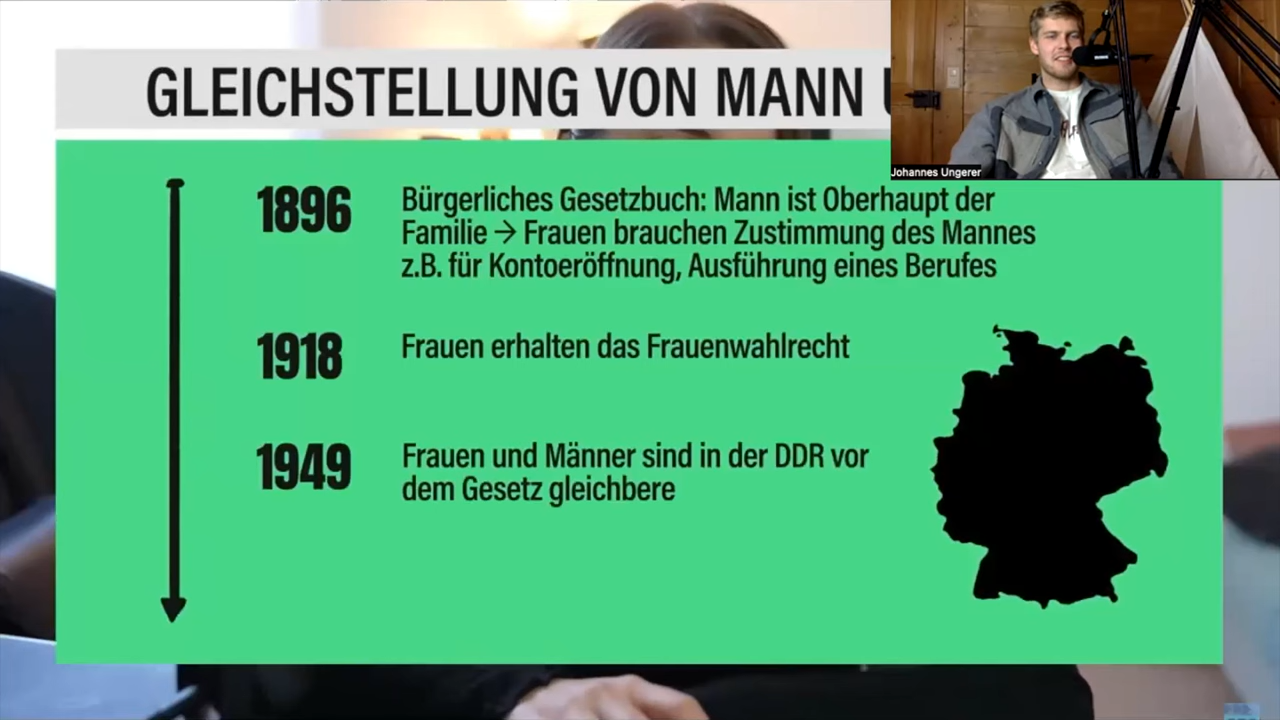 GLEICHSTELLUNG VON MANN
Johannes Ungerer
1896
Bürgerliches Gesetzbuch: Mann ist Oberhaupt der
Familie → Frauen brauchen Zustimmung des Mannes
z.B. für Kontoeröffnung, Ausführung eines Berufes
1918
Frauen erhalten das Frauenwahlrecht
1949
Frauen und Männer sind in der DDR vor
dem Gesetz gleichbere